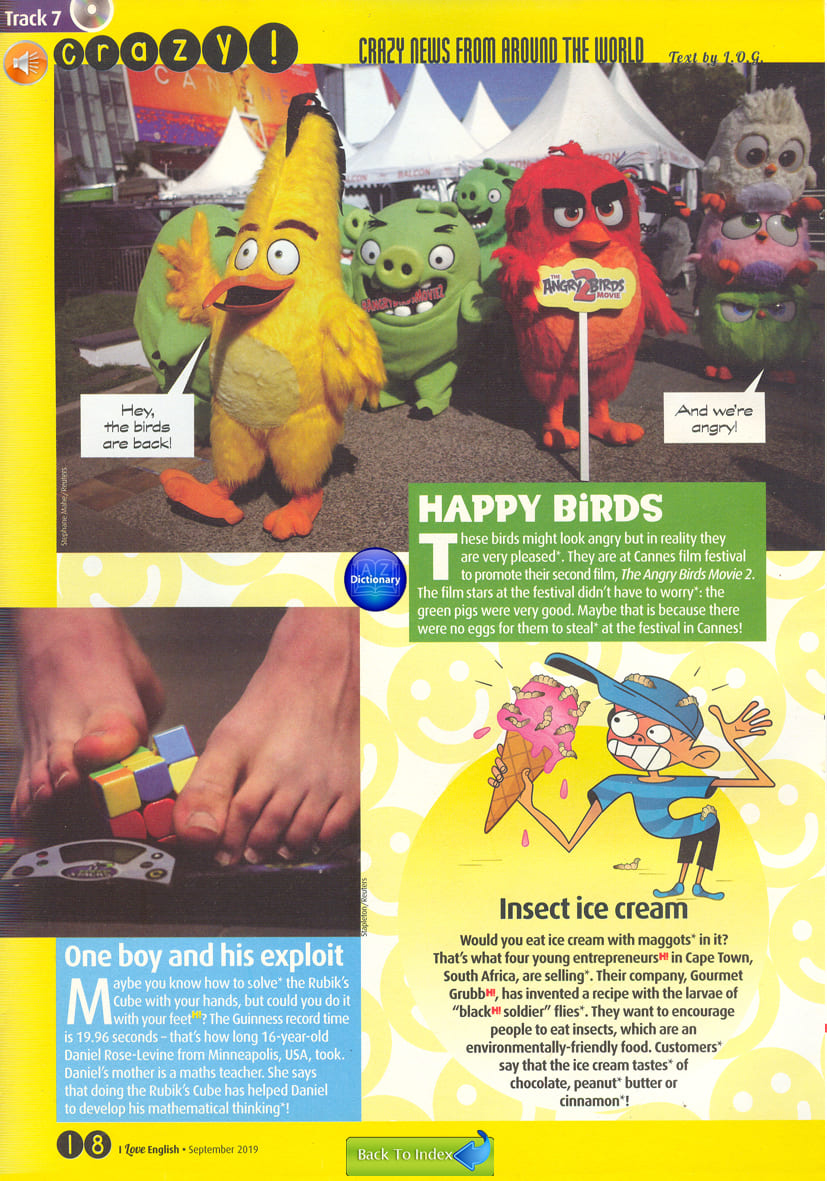 Track 7
crazy!
CRAZY NEWS FROM AROUND THE WORLD
Text by I.O.G.
CANNES
BALCON
THE
ANGRY BIRDS
2
MOVIE
ANGRY BIRDS MOVIE 2
Hey,
the birds
are back!
And we're
angry!
Stephane Mahe/Reuters
HAPPY BiRDS
These birds might look angry but in reality they
are very pleased*. They are at Cannes film festival
to promote their second film, The Angry Birds Movie 2.
The film stars at the festival didn't have to worry*: the
green pigs were very good. Maybe that is because there
were no eggs for them to steal* at the festival in Cannes!
A Z
Dictionary
Stapleton/Reuters
One boy and his exploit
Maybe you know how to solve* the Rubik's
Cube with your hands, but could you do it
with your feetH!? The Guinness record time
is 19.96 seconds – that's how long 16-year-old
Daniel Rose-Levine from Minneapolis, USA, took.
Daniel's mother is a maths teacher. She says
that doing the Rubik's Cube has helped Daniel
to develop his mathematical thinking*!
Insect ice cream
Would you eat ice cream with maggots* in it?
That's what four young entrepreneursH! in Cape Town,
South Africa, are selling*. Their company, Gourmet
GrubbH!, has invented a recipe with the larvae of
“blackH! soldier” flies*. They want to encourage
people to eat insects, which are an
environmentally-friendly food. Customers*
say that the ice cream tastes* of
chocolate, peanut* butter or
cinnamon*!
18
I Love English • September 2019
Back To Index